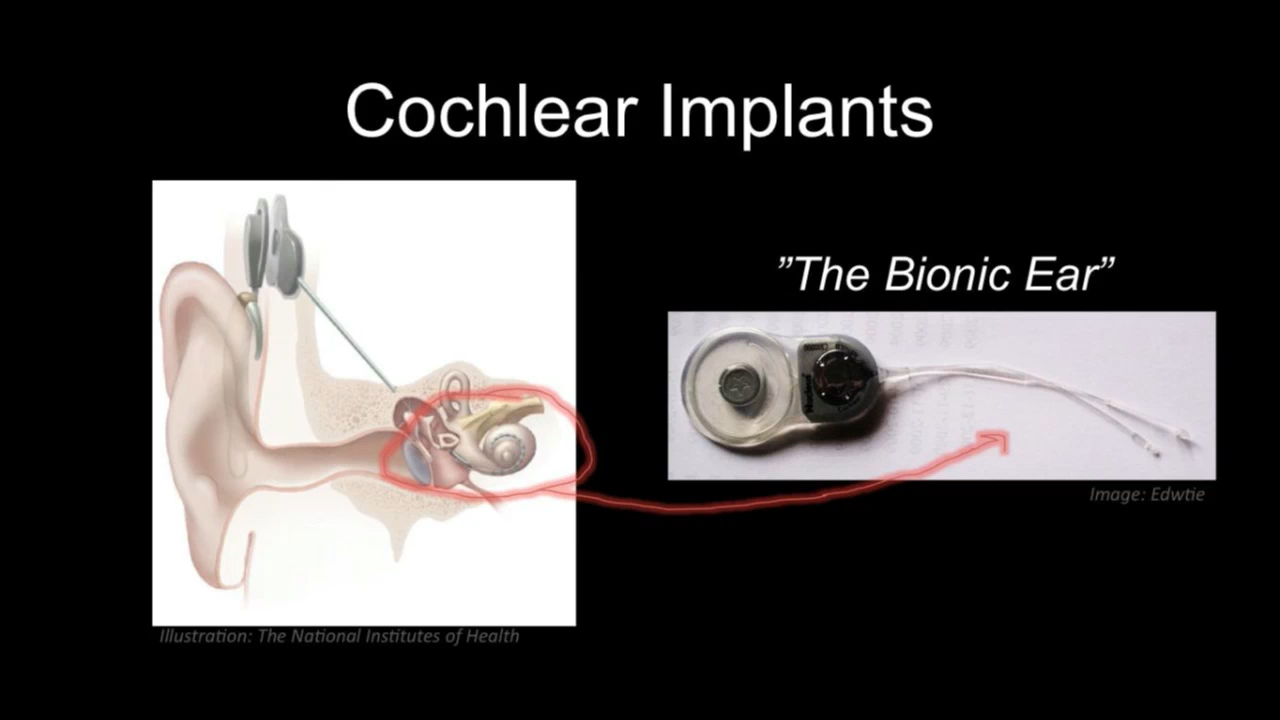 Cochlear Implants
”The Bionic Ear”
Image: Edwtie
Illustration: The National Institutes of Health